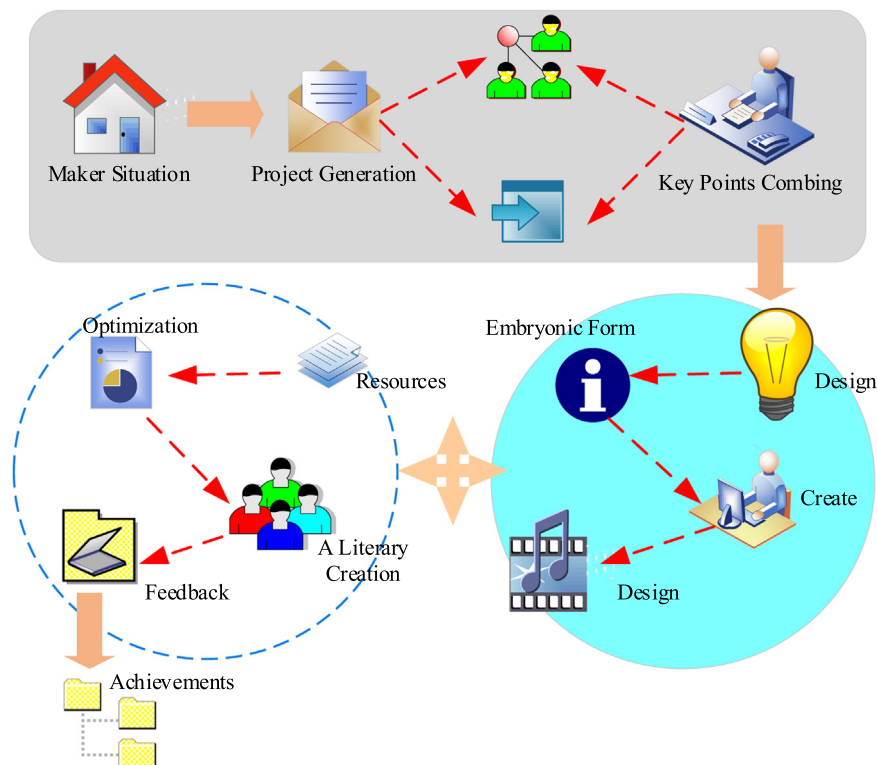 Maker Situation
Project Generation
Key Points Combing
Optimization
Resources
A Literary
Creation
Feedback
Achievements
Embryonic Form
Design
Create
Design